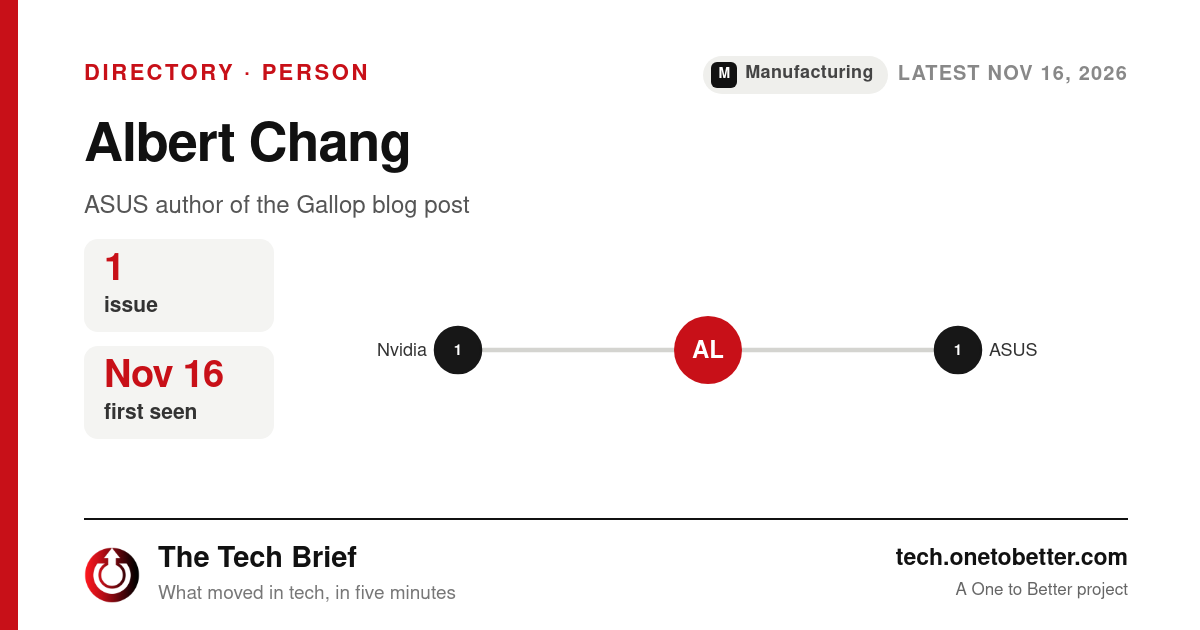 DIRECTORY · PERSON
M Manufacturing
LATEST NOV 16, 2026
Albert Chang
ASUS author of the Gallop blog post
1
issue
Nov 16
first seen
Nvidia 1 AL 1 ASUS
The Tech Brief
What moved in tech, in five minutes
tech.onetobetter.com
A One to Better project